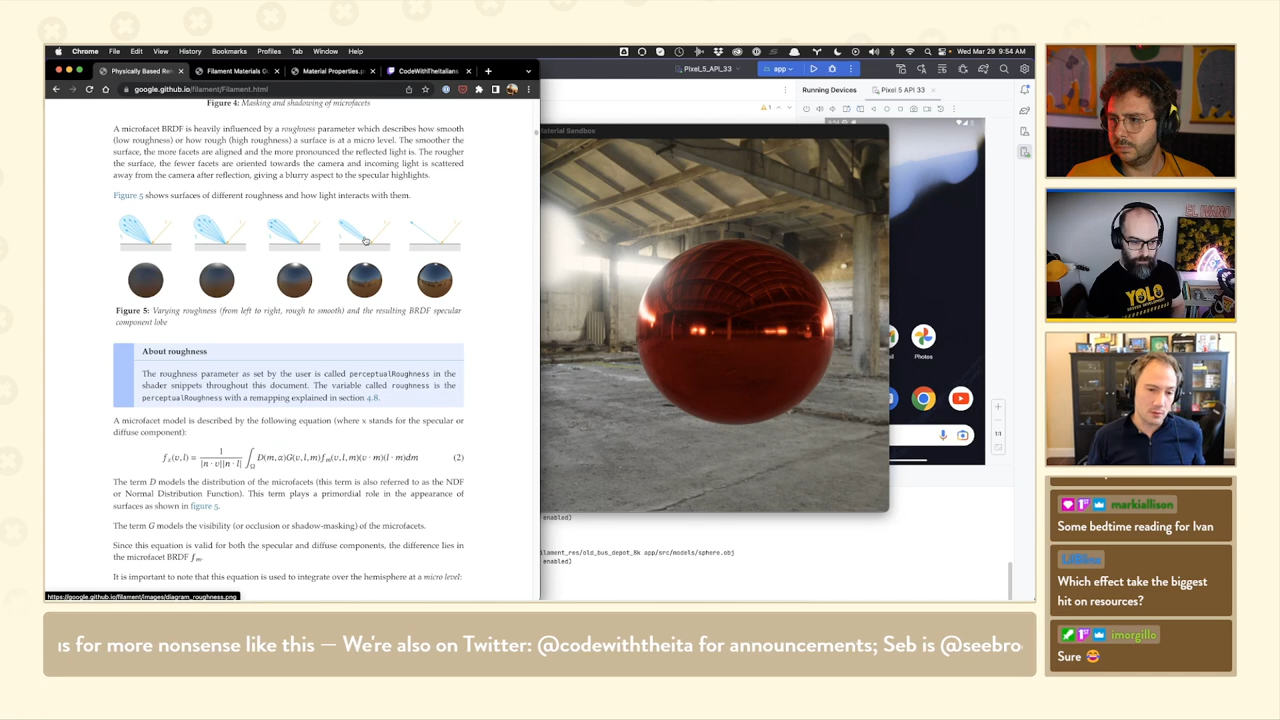 Chrome File Edit View History Bookmarks Profiles Tab Window Help
Wed Mar 29 9:54 AM
Physically Based Re
Filament Materials G
Material Properties.p
CodeWithTheItalians
google.github.io/filament/Filament.html
Pixel_5_API_33
app
Running Devices
Pixel 5 API 33
Material Sandbox
Figure 4: Masking and shadowing of microfacets
A microfacet BRDF is heavily influenced by a roughness parameter which describes how smooth
(low roughness) or how rough (high roughness) a surface is at a micro level. The smoother the
surface, the more facets are aligned and the more pronounced the reflected light is. The rougher
the surface, the fewer facets are oriented towards the camera and incoming light is scattered
away from the camera after reflection, giving a blurry aspect to the specular highlights.
Figure 5 shows surfaces of different roughness and how light interacts with them.
Figure 5: Varying roughness (from left to right, rough to smooth) and the resulting BRDF specular
component lobe
About roughness
The roughness parameter as set by the user is called perceptualRoughness in the
shader snippets throughout this document. The variable called roughness is the
perceptualRoughness with a remapping explained in section 4.8.
A microfacet model is described by the following equation (where x stands for the specular or
diffuse component):
fx(v, l) = 1 / |n · v||n · l| ∫Ω D(m, α)G(v, l, m)fm(v, l, m)(v · m)(l · m)dm (2)
The term D models the distribution of the microfacets (this term is also referred to as the NDF
or Normal Distribution Function). This term plays a primordial role in the appearance of
surfaces as shown in figure 5.
The term G models the visibility (or occlusion or shadow-masking) of the microfacets.
Since this equation is valid for both the specular and diffuse components, the difference lies in
the microfacet BRDF fm.
It is important to note that this equation is used to integrate over the hemisphere at a micro level:
https://google.github.io/filament/images/diagram_roughness.png
Photos
1:1
enabled)
filament_res/old_bus_depot_8k app/src/models/sphere.obj
enabled)
EL IVANO
YOLO
markiallison
Some bedtime reading for Ivan
Which effect take the biggest
hit on resources?
imorgillo
Sure 😂
us for more nonsense like this — We're also on Twitter: @codewiththeita for announcements; Seb is @seebro